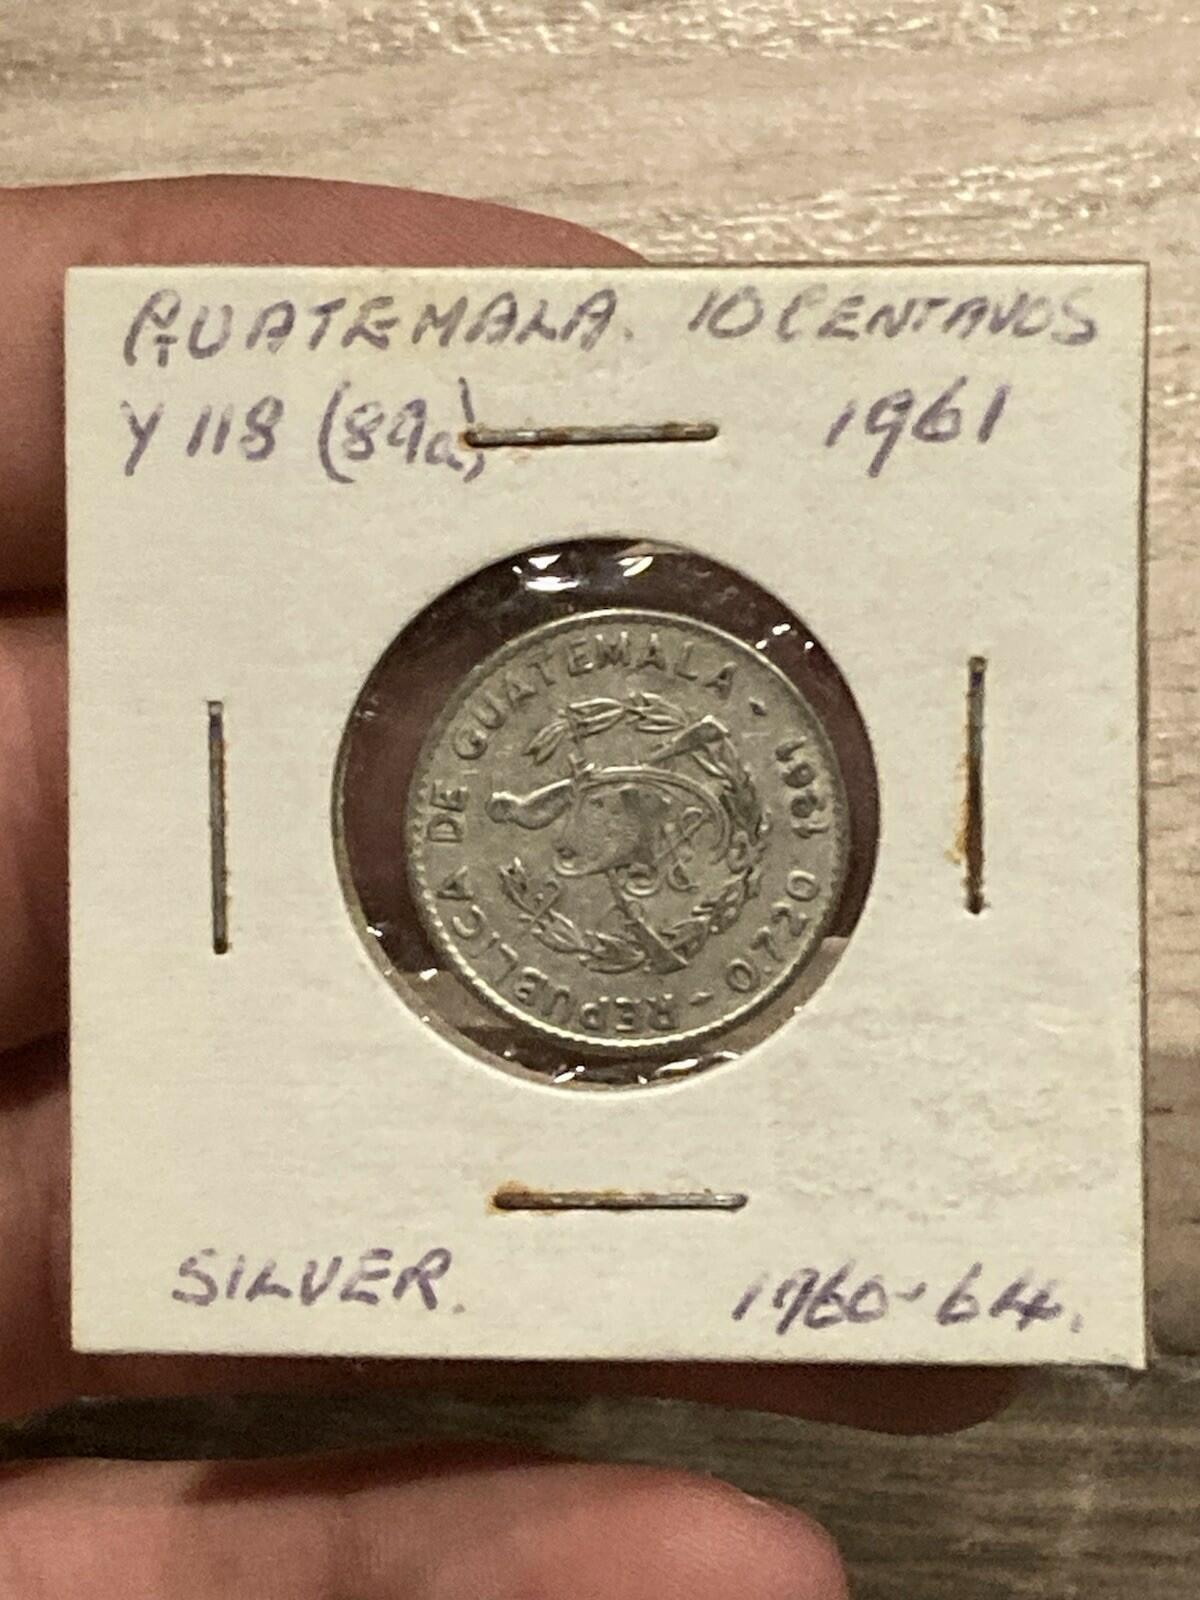 GUATEMALA. 10 CENTAVOS
Y 118 (89a) 1961
REPUBLICA DE GUATEMALA - 1961
0.720 -
SILVER. 1960-64.